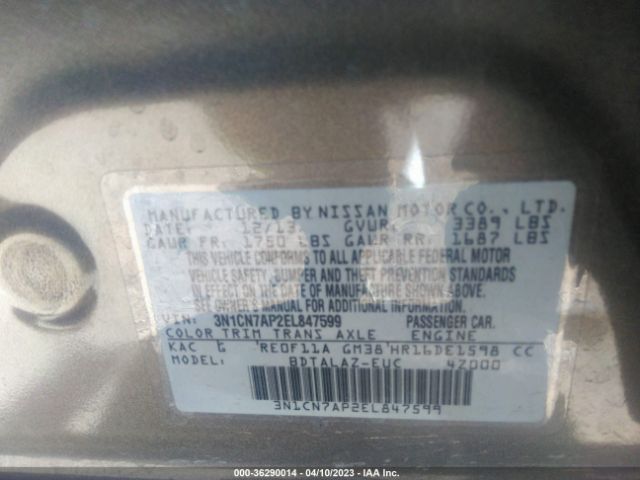 MANUFACTURED BY NISSAN MOTOR CO., LTD.
DATE: 12/13 GVWR: 3389 LBS
GAWR FR. 1750 LBS GAWR RR. 1687 LBS
THIS VEHICLE CONFORMS TO ALL APPLICABLE FEDERAL MOTOR
VEHICLE SAFETY, BUMPER AND THEFT PREVENTION STANDARDS
IN EFFECT ON THE DATE OF MANUFACTURE SHOWN ABOVE.
SEE OWNER'S MANUAL FOR ADDITIONAL INFORMATION.
VIN: 3N1CN7AP2EL847599 PASSENGER CAR.
COLOR TRIM TRANS AXLE ENGINE
KAC G RE0F11A GM38 HR16DE1598 CC
MODEL: BDTALAZ-EUC 4Z000
3N1CN7AP2EL847599
000-36290014 - 04/10/2023 - IAA Inc.